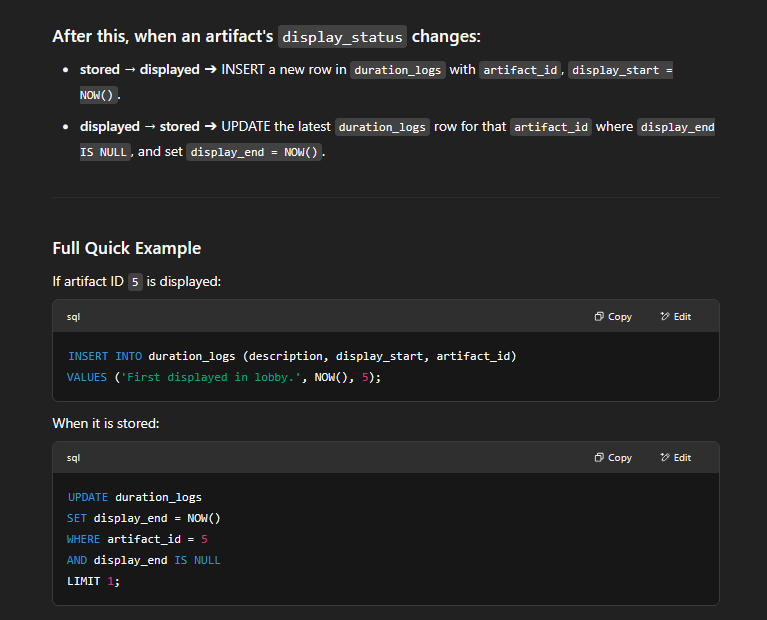 After this, when an artifact's display_status changes:
• stored → displayed → INSERT a new row in duration_logs with artifact_id, display_start =
NOW().
• displayed → stored → UPDATE the latest duration_logs row for that artifact_id where display_end
IS NULL, and set display_end = NOW().
Full Quick Example
If artifact ID 5 is displayed:
sql Copy Edit
INSERT INTO duration_logs (description, display_start, artifact_id)
VALUES ('First displayed in lobby.', NOW(), 5);
When it is stored:
sql Copy Edit
UPDATE duration_logs
SET display_end = NOW()
WHERE artifact_id = 5
AND display_end IS NULL
LIMIT 1;